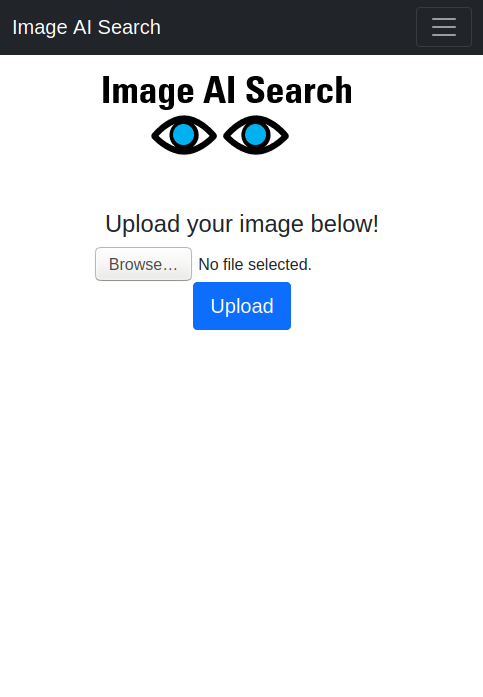 Image AI Search
Image AI Search
Upload your image below!
Browse… No file selected.
Upload